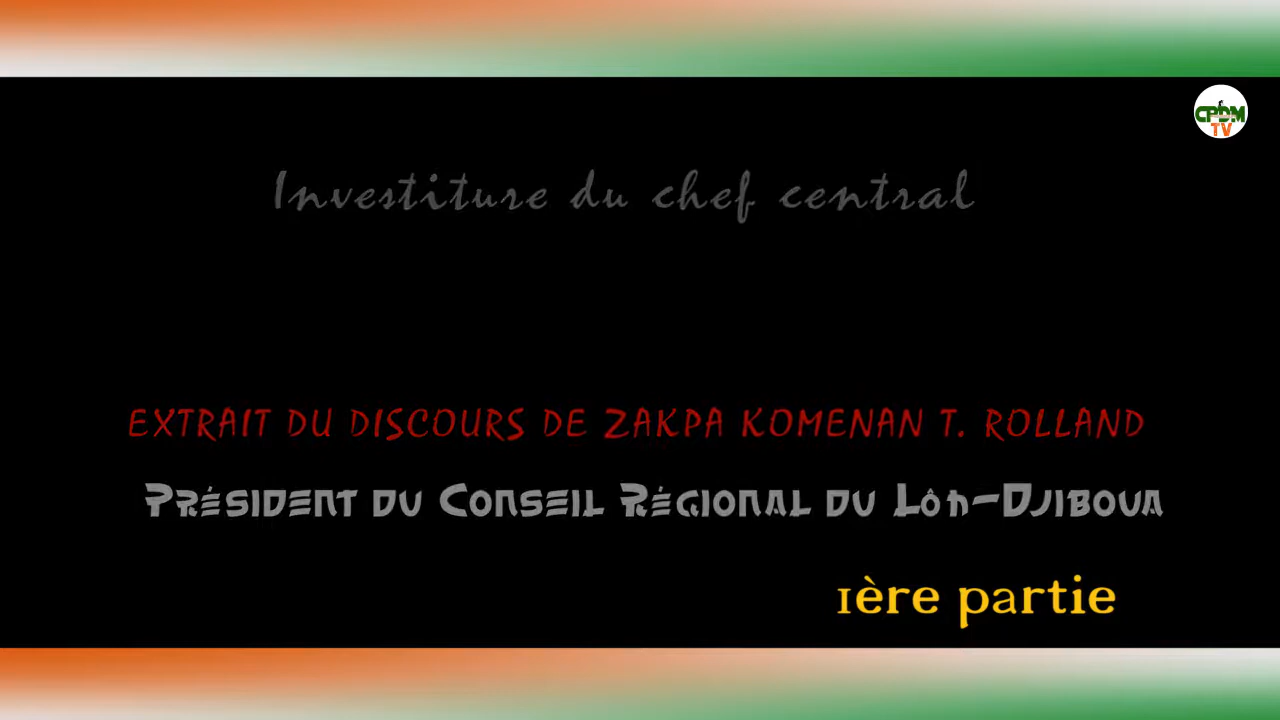 CPDM
TV
Investiture du chef central
EXTRAIT DU DISCOURS DE ZAKPA KOMENAN T. ROLLAND
Président du Conseil Régional du Lôh-Djiboua
1ère partie